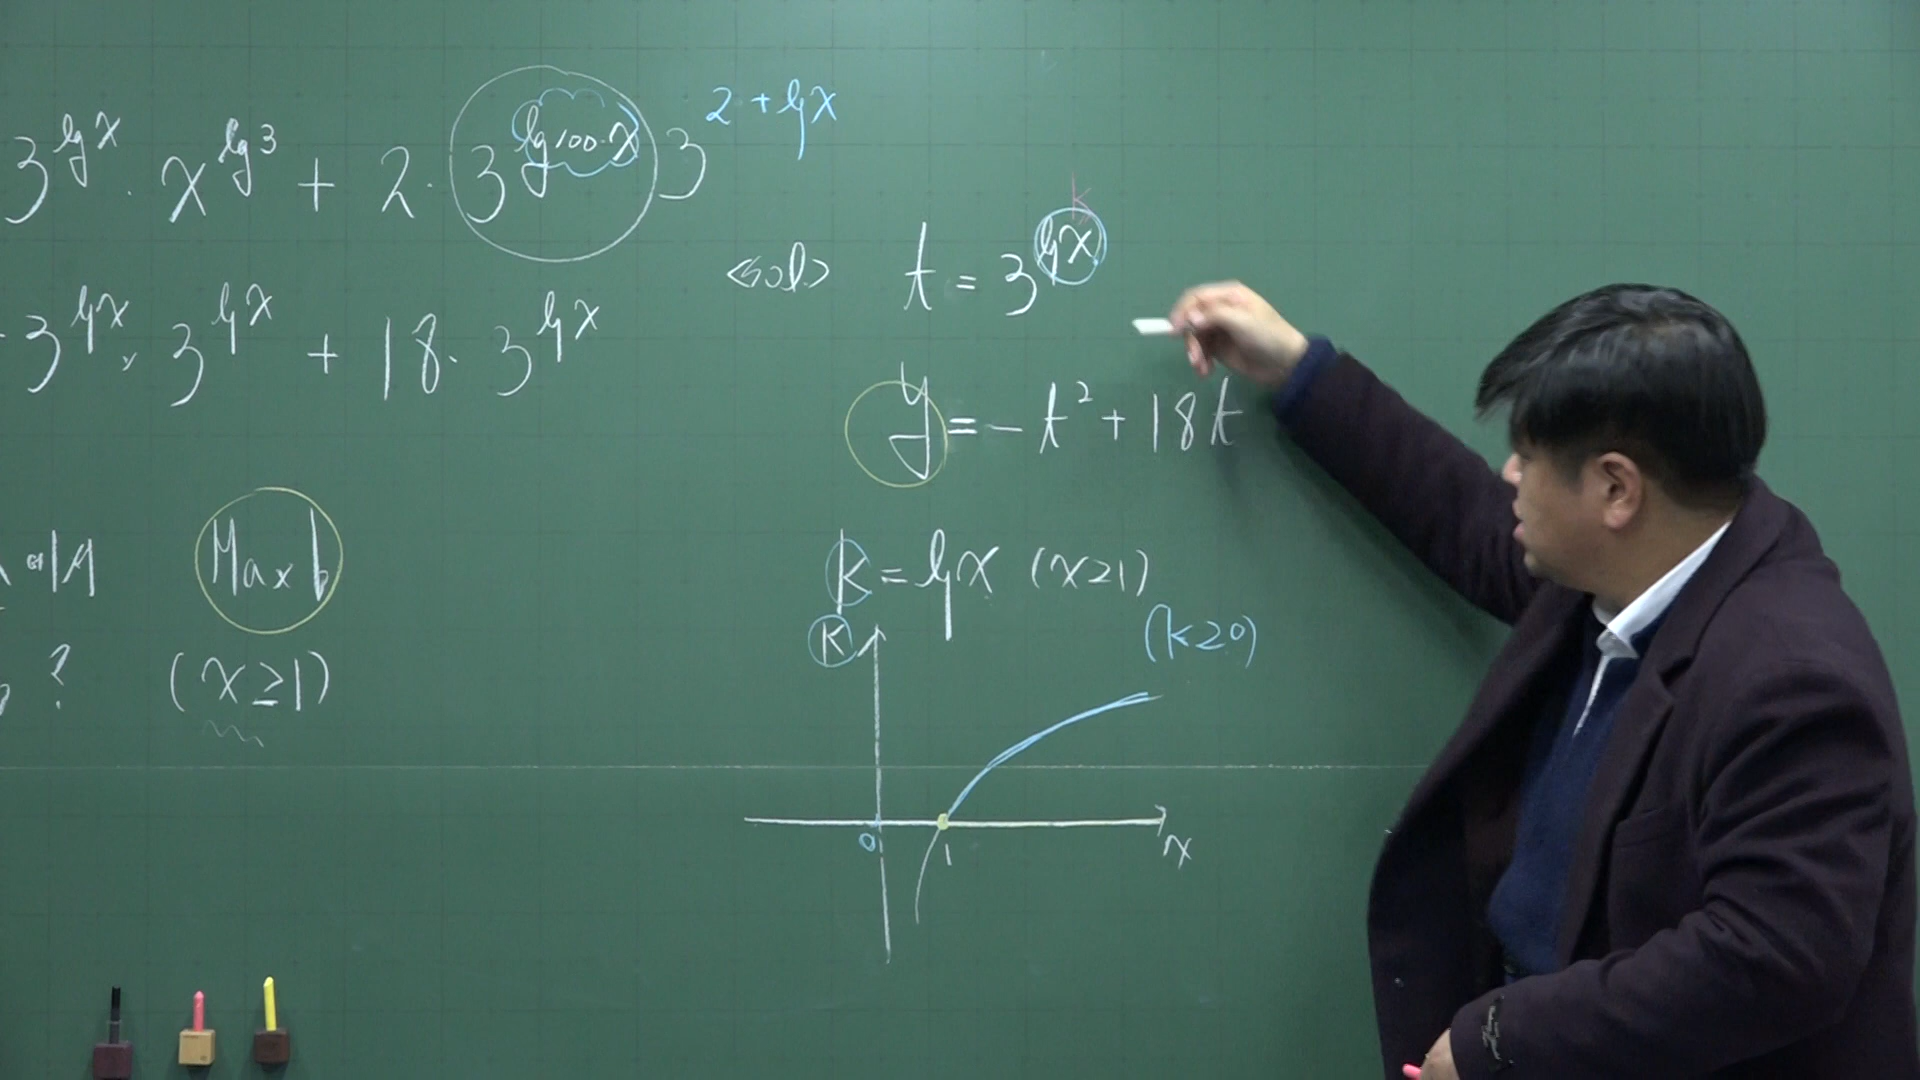 3^{lg x} · x^{lg 3} + 2 · 3^{lg 100·x} 3^{2 + lg x}
3^{lg x} × 3^{lg x} + 18 · 3^{lg x}
Max b
? (x ≥ 1)
<sol> t = 3^{lg x}
k
y = -t² + 18t
k = lg x (x ≥ 1)
k (k ≥ 0)
0 1 x